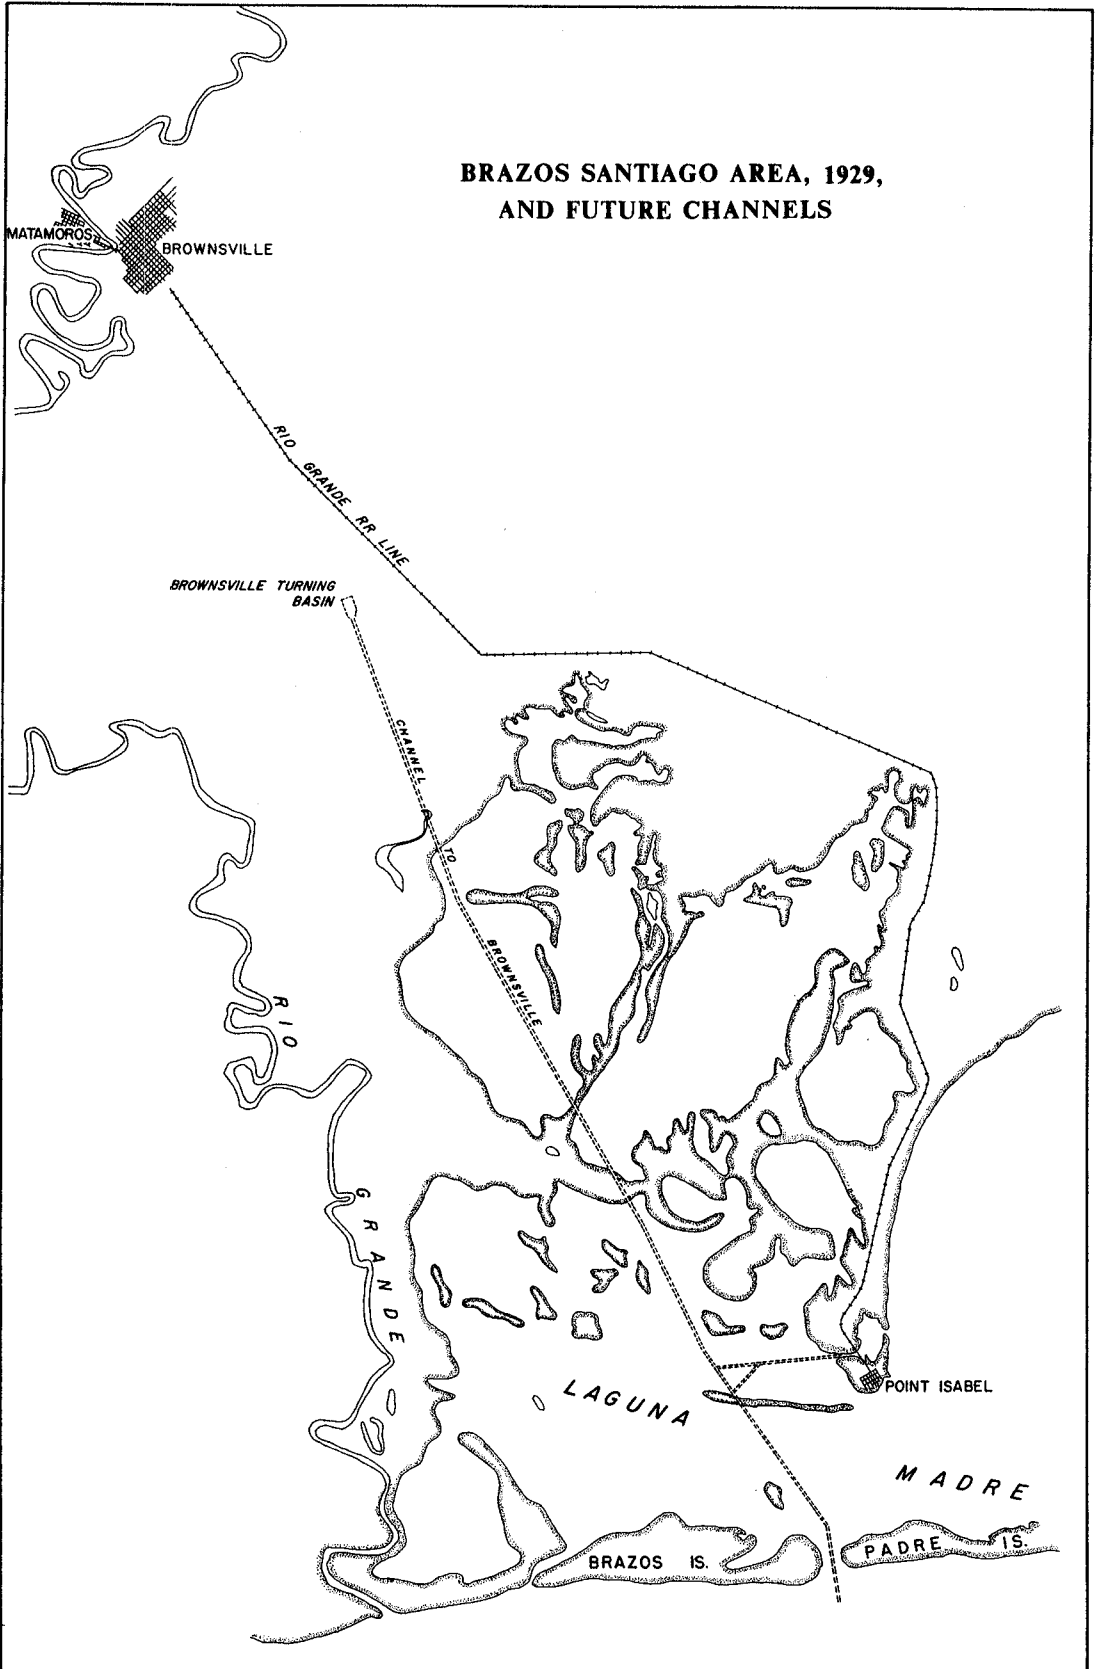 BRAZOS SANTIAGO AREA, 1929,
AND FUTURE CHANNELS
MATAMOROS
BROWNSVILLE
RIO GRANDE RR LINE
BROWNSVILLE TURNING
BASIN
CHANNEL TO BROWNSVILLE
RIO GRANDE
POINT ISABEL
LAGUNA MADRE
BRAZOS IS.
PADRE IS.